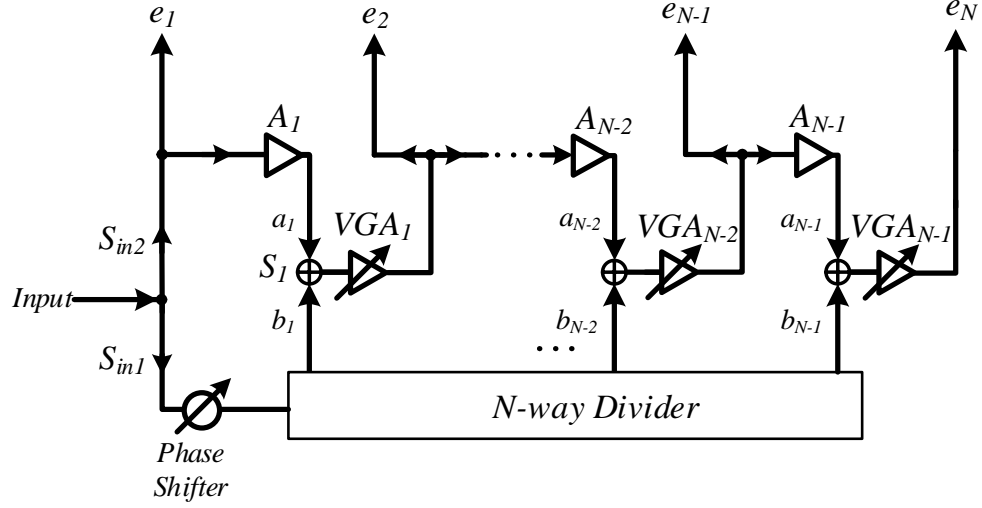 e1 e2 eN-1 eN
A1 AN-2 AN-1
a1 VGA1 aN-2 VGAN-2 aN-1 VGAN-1
Sin2
S1
Input
b1 bN-2 bN-1
...
Sin1
N-way Divider
Phase
Shifter